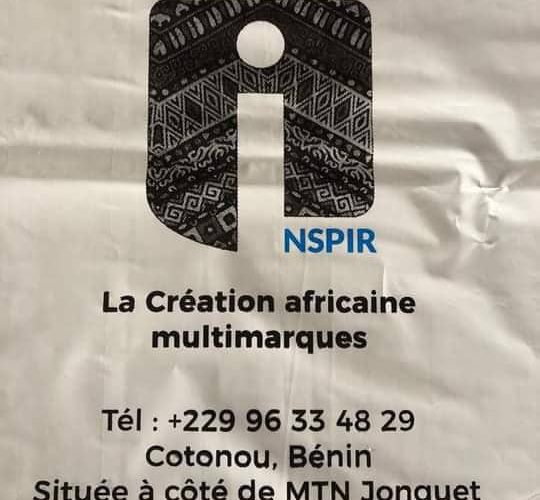 NSPIR
La Création africaine
multimarques
Tél : +229 96 33 48 29
Cotonou, Bénin
Située à côté de MTN Jonquet